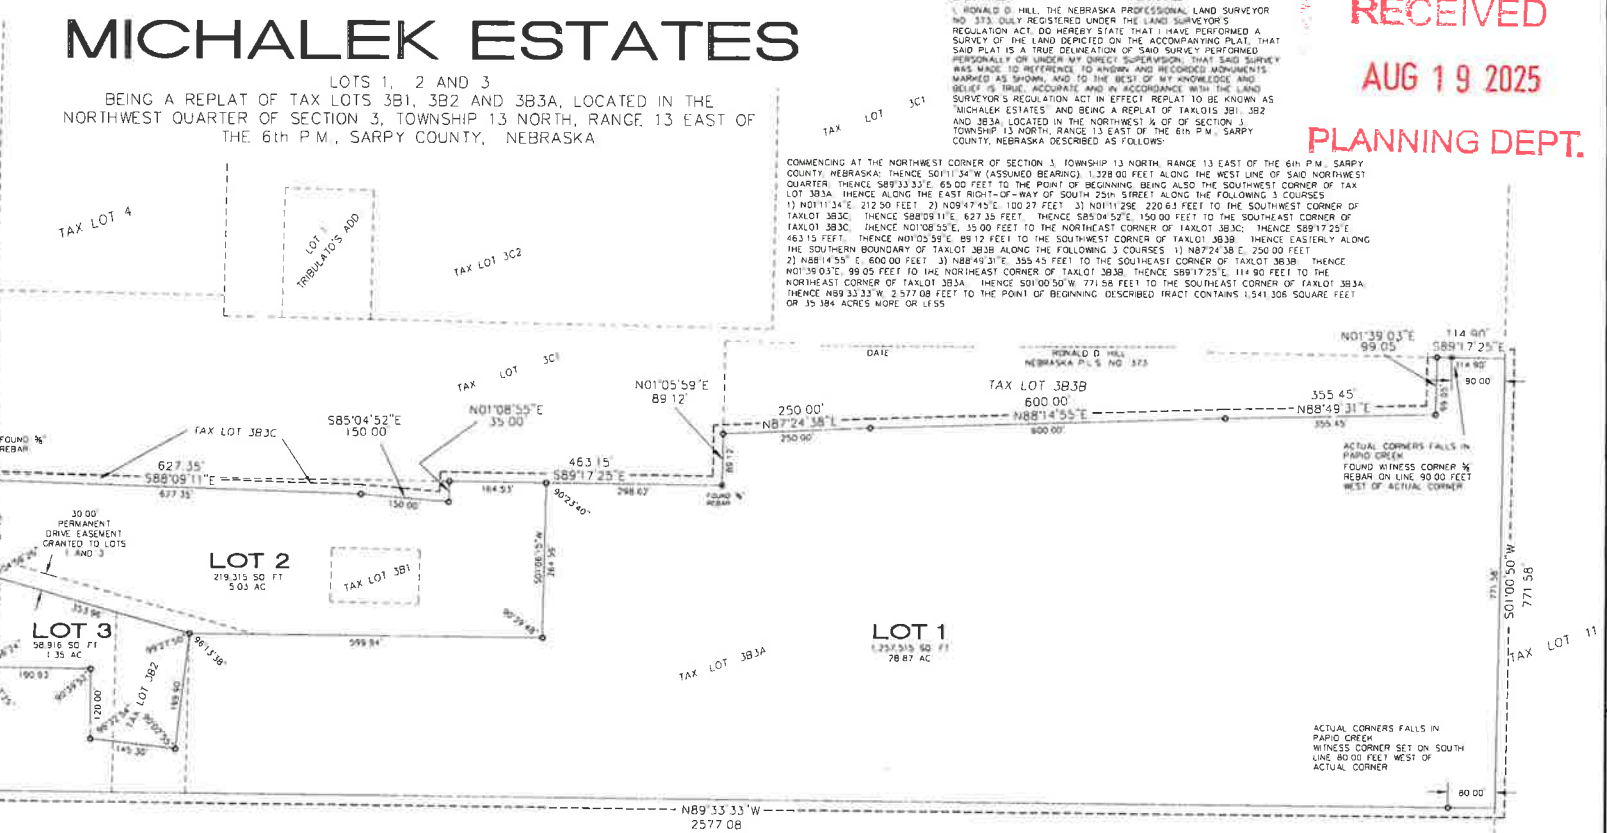 MICHALEK ESTATES
LOTS 1, 2 AND 3
BEING A REPLAT OF TAX LOTS 3B1, 3B2 AND 3B3A, LOCATED IN THE
NORTHWEST QUARTER OF SECTION 3, TOWNSHIP 13 NORTH, RANGE 13 EAST OF
THE 6th P.M., SARPY COUNTY, NEBRASKA
I, RONALD D. HILL, THE NEBRASKA PROFESSIONAL LAND SURVEYOR
NO 373, DULY REGISTERED UNDER THE LAND SURVEYOR'S
REGULATION ACT, DO HEREBY STATE THAT I HAVE PERFORMED A
SURVEY OF THE LAND DEPICTED ON THE ACCOMPANYING PLAT, THAT
SAID PLAT IS A TRUE DELINEATION OF SAID SURVEY PERFORMED
PERSONALLY OR UNDER MY DIRECT SUPERVISION, THAT SAID SURVEY
WAS MADE TO REFERENCE TO KNOWN AND RECORDED MONUMENTS
MARKED AS SHOWN, AND TO THE BEST OF MY KNOWLEDGE AND
BELIEF IS TRUE, ACCURATE AND IN ACCORDANCE WITH THE LAND
SURVEYOR'S REGULATION ACT IN EFFECT REPLAT TO BE KNOWN AS
"MICHALEK ESTATES" AND BEING A REPLAT OF TAXLOTS 3B1, 3B2
AND 3B3A, LOCATED IN THE NORTHWEST ¼ OF OF SECTION 3,
TOWNSHIP 13 NORTH, RANGE 13 EAST OF THE 6th P.M., SARPY
COUNTY, NEBRASKA DESCRIBED AS FOLLOWS:
RECEIVED
AUG 19 2025
PLANNING DEPT.
COMMENCING AT THE NORTHWEST CORNER OF SECTION 3, TOWNSHIP 13 NORTH, RANGE 13 EAST OF THE 6th P.M., SARPY
COUNTY, NEBRASKA; THENCE S01°11'34"W (ASSUMED BEARING), 1,328.00 FEET ALONG THE WEST LINE OF SAID NORTHWEST
QUARTER; THENCE S89°33'33"E, 65.00 FEET TO THE POINT OF BEGINNING BEING ALSO THE SOUTHWEST CORNER OF TAX
LOT 3B3A; THENCE ALONG THE EAST RIGHT-OF-WAY OF SOUTH 25th STREET ALONG THE FOLLOWING 3 COURSES
1) N01°11'34"E, 212.50 FEET 2) N09°47'45"E, 100.27 FEET 3) N01°11'29E 220.63 FEET TO THE SOUTHWEST CORNER OF
TAXLOT 3B3C; THENCE S88°09'11"E, 627.35 FEET; THENCE S85°04'52"E, 150.00 FEET TO THE SOUTHEAST CORNER OF
TAXLOT 3B3C; THENCE N01°08'55"E, 35.00 FEET TO THE NORTHEAST CORNER OF TAXLOT 3B3C; THENCE S89°17'25"E
463.15 FEET; THENCE N01°05'59"E, 89.12 FEET TO THE SOUTHWEST CORNER OF TAXLOT 3B3B; THENCE EASTERLY ALONG
THE SOUTHERN BOUNDARY OF TAXLOT 3B3B ALONG THE FOLLOWING 3 COURSES 1) N87°24'38"E, 250.00 FEET
2) N88°14'55" E, 600.00 FEET 3) N88°49'31"E, 355.45 FEET TO THE SOUTHEAST CORNER OF TAXLOT 3B3B; THENCE
N01°39'03"E, 99.05 FEET TO THE NORTHEAST CORNER OF TAXLOT 3B3B; THENCE S89°17'25"E, 114.90 FEET TO THE
NORTHEAST CORNER OF TAXLOT 3B3A; THENCE S01°00'50"W, 771.58 FEET TO THE SOUTHEAST CORNER OF TAXLOT 3B3A;
THENCE N89°33'33"W, 2,577.08 FEET TO THE POINT OF BEGINNING DESCRIBED TRACT CONTAINS 1,541,306 SQUARE FEET
OR 35.384 ACRES MORE OR LESS
TAX LOT 3C1
TAX LOT 4
LOT
TRIBULATO'S ADD
TAX LOT 3C2
DATE
RONALD D. HILL
NEBRASKA P.L.S. NO 373
N01°39'03"E
99.05'
114.90'
S89°17'25"E
114.90'
90.00'
99.05'
TAX LOT 3C1
TAX LOT 3B3B
N01°05'59"E
89.12'
N01°08'55"E
35.00'
S85°04'52"E
150.00'
TAX LOT 3B3C
FOUND ⅝"
REBAR
250.00'
N87°24'38"E
250.00'
600.00'
N88°14'55"E
600.00'
355.45'
N88°49'31"E
355.45'
ACTUAL CORNERS FALLS IN
PAPIO CREEK
FOUND WITNESS CORNER ⅝
REBAR ON LINE 90.00 FEET
WEST OF ACTUAL CORNER
627.35'
S88°09'11"E
627.35'
150.00'
463.15'
S89°17'25"E
164.53'
298.62'
89.12'
FOUND ⅝"
REBAR
90°23'40"
30.00'
PERMANENT
DRIVE EASEMENT
GRANTED TO LOTS
1 AND 3
LOT 2
219,315 SQ FT
5.03 AC
TAX LOT 3B1
S01°06'15"W
264.36'
90°39'48"
599.94'
353.96'
LOT 3
58,916 SQ FT
1.35 AC
190.93'
90°39'52"
120.00'
90°32'54"
145.30'
TAX LOT 3B2
99°27'50"
96°13'38"
199.90'
90°02'35"
LOT 1
1,257,515 SQ FT
28.87 AC
TAX LOT 3B3A
771.58'
S01°00'50"W
771.58'
TAX LOT 11
ACTUAL CORNERS FALLS IN
PAPIO CREEK
WITNESS CORNER SET ON SOUTH
LINE 80.00 FEET WEST OF
ACTUAL CORNER
80.00'
N89°33'33"W
2577.08